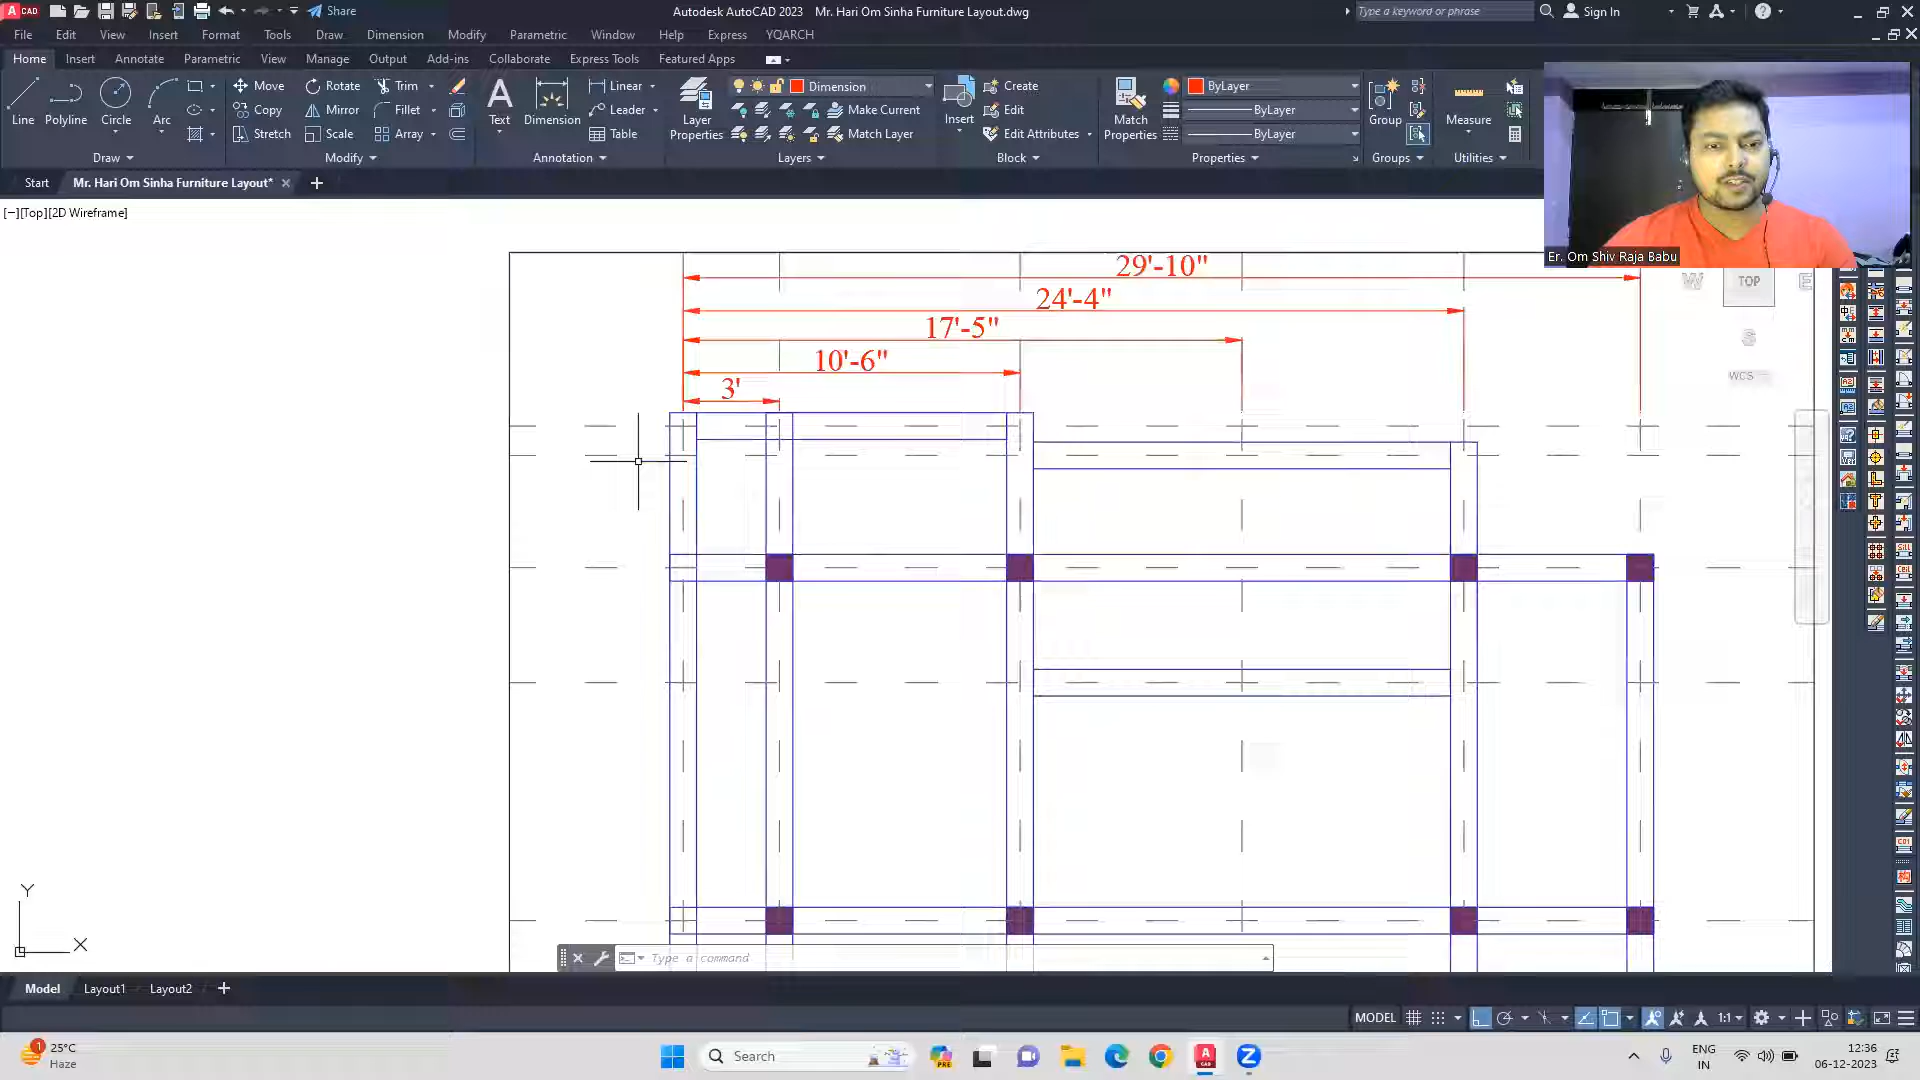 A CAD
Share
Autodesk AutoCAD 2023 Mr. Hari Om Sinha Furniture Layout.dwg
Type a keyword or phrase
Sign In
File Edit View Insert Format Tools Draw Dimension Modify Parametric Window Help Express YQARCH
Home Insert Annotate Parametric View Manage Output Add-ins Collaborate Express Tools Featured Apps
Line Polyline Circle Arc
Move Rotate Trim
Copy Mirror Fillet
Stretch Scale Array
Text Dimension
Linear
Leader
Table
Layer Properties
Dimension
Make Current
Match Layer
Insert
Create
Edit
Edit Attributes
Match Properties
ByLayer
ByLayer
ByLayer
Group
Measure
Draw Modify Annotation Layers Block Properties Groups Utilities
Start Mr. Hari Om Sinha Furniture Layout*
[−][Top][2D Wireframe]
Er. Om Shiv Raja Babu
29'-10"
24'-4"
17'-5"
10'-6"
3'
W TOP E
S
WCS
Y
X
Type a command
Model Layout1 Layout2
MODEL 1:1
25°C
Haze
Search
ENG
IN
12:36
06-12-2023